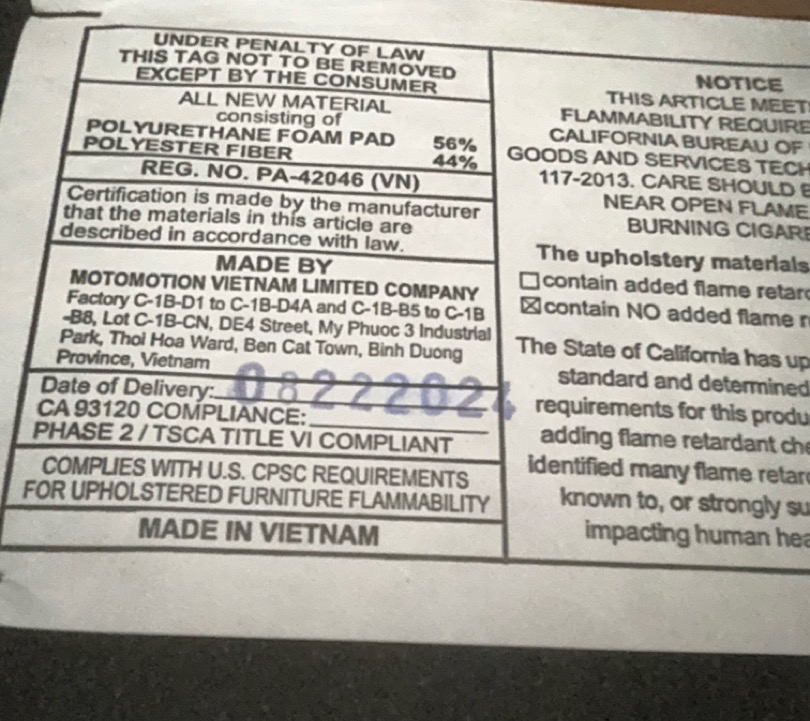 UNDER PENALTY OF LAW
THIS TAG NOT TO BE REMOVED
EXCEPT BY THE CONSUMER
ALL NEW MATERIAL
consisting of
POLYURETHANE FOAM PAD 56%
POLYESTER FIBER 44%
REG. NO. PA-42046 (VN)
Certification is made by the manufacturer
that the materials in this article are
described in accordance with law.
MADE BY
MOTOMOTION VIETNAM LIMITED COMPANY
Factory C-1B-D1 to C-1B-D4A and C-1B-B5 to C-1B
-B8, Lot C-1B-CN, DE4 Street, My Phuoc 3 Industrial
Park, Thoi Hoa Ward, Ben Cat Town, Binh Duong
Province, Vietnam
Date of Delivery: 08222024
CA 93120 COMPLIANCE:
PHASE 2 / TSCA TITLE VI COMPLIANT
COMPLIES WITH U.S. CPSC REQUIREMENTS
FOR UPHOLSTERED FURNITURE FLAMMABILITY
MADE IN VIETNAM
NOTICE
THIS ARTICLE MEET
FLAMMABILITY REQUIRE
CALIFORNIA BUREAU OF
GOODS AND SERVICES TECH
117-2013. CARE SHOULD
NEAR OPEN FLAME
BURNING CIGARE
The upholstery materials
☐contain added flame retar
☒contain NO added flame
The State of California has up
standard and determined
requirements for this produ
adding flame retardant che
identified many flame retar
known to, or strongly su
impacting human hea